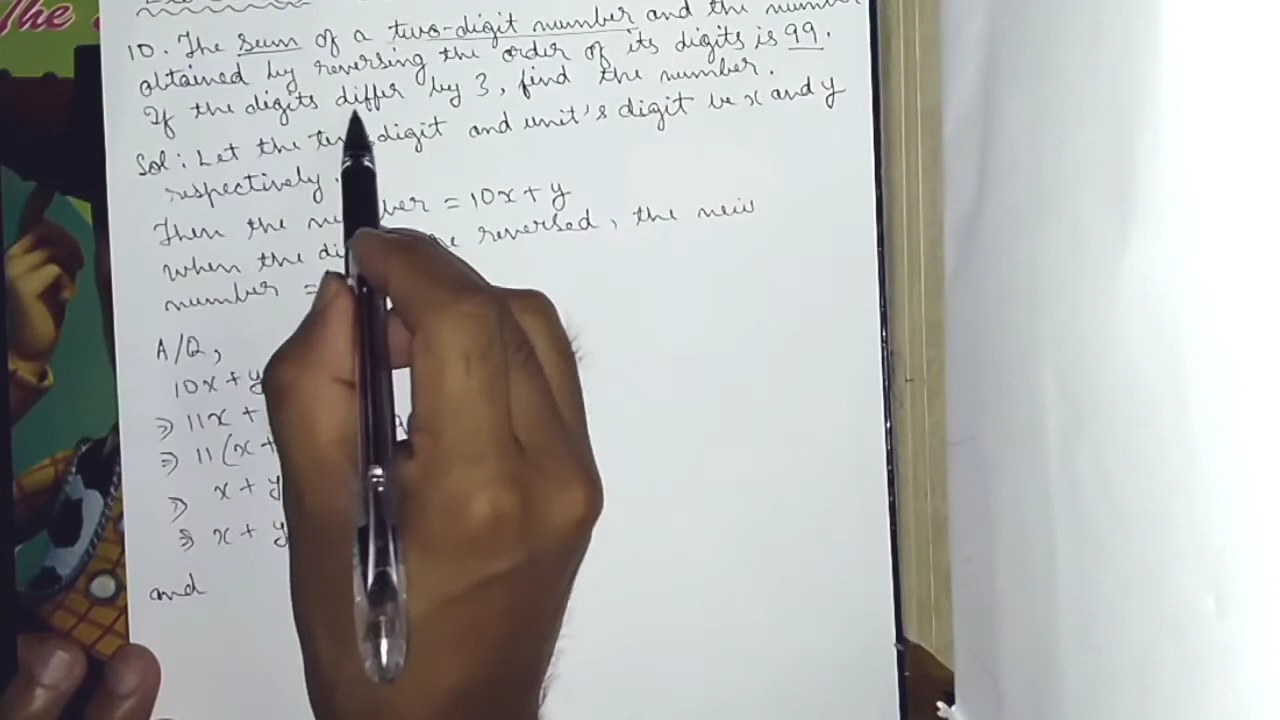 The
10. The sum of a two-digit number and the number
obtained by reversing the order of its digits is 99.
If the digits differ by 3, find the number.
Sol: Let the digit and unit's digit be x and y
respectively.
Then the = 10x + y
when the reversed, the new
number =
A/Q,
10x + y
⇒ 11x +
⇒ 11(x +
⇒ x + y
⇒ x + y
and